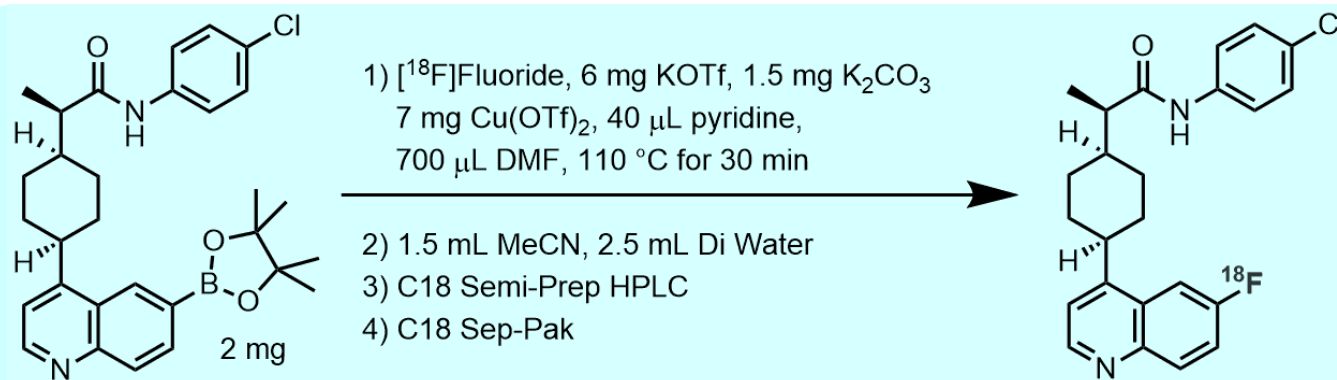 O
Cl
N
H
H
H
O
B
O
N
2 mg
1) [¹⁸F]Fluoride, 6 mg KOTf, 1.5 mg K₂CO₃
7 mg Cu(OTf)₂, 40 μL pyridine,
700 μL DMF, 110 °C for 30 min
2) 1.5 mL MeCN, 2.5 mL Di Water
3) C18 Semi-Prep HPLC
4) C18 Sep-Pak
O
C
N
H
H
H
¹⁸F
N